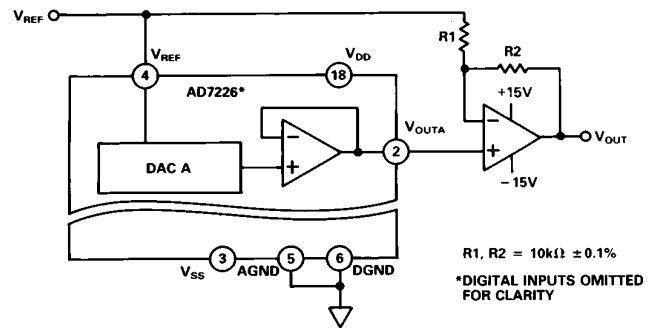 VREF
R1
R2
VREF
VDD
4
18
AD7226*
+15V
−
−
VOUTA
VOUT
2
+
+
DAC A
−15V
3
5
6
VSS
AGND
DGND
R1, R2 = 10kΩ ±0.1%
*DIGITAL INPUTS OMITTED
FOR CLARITY